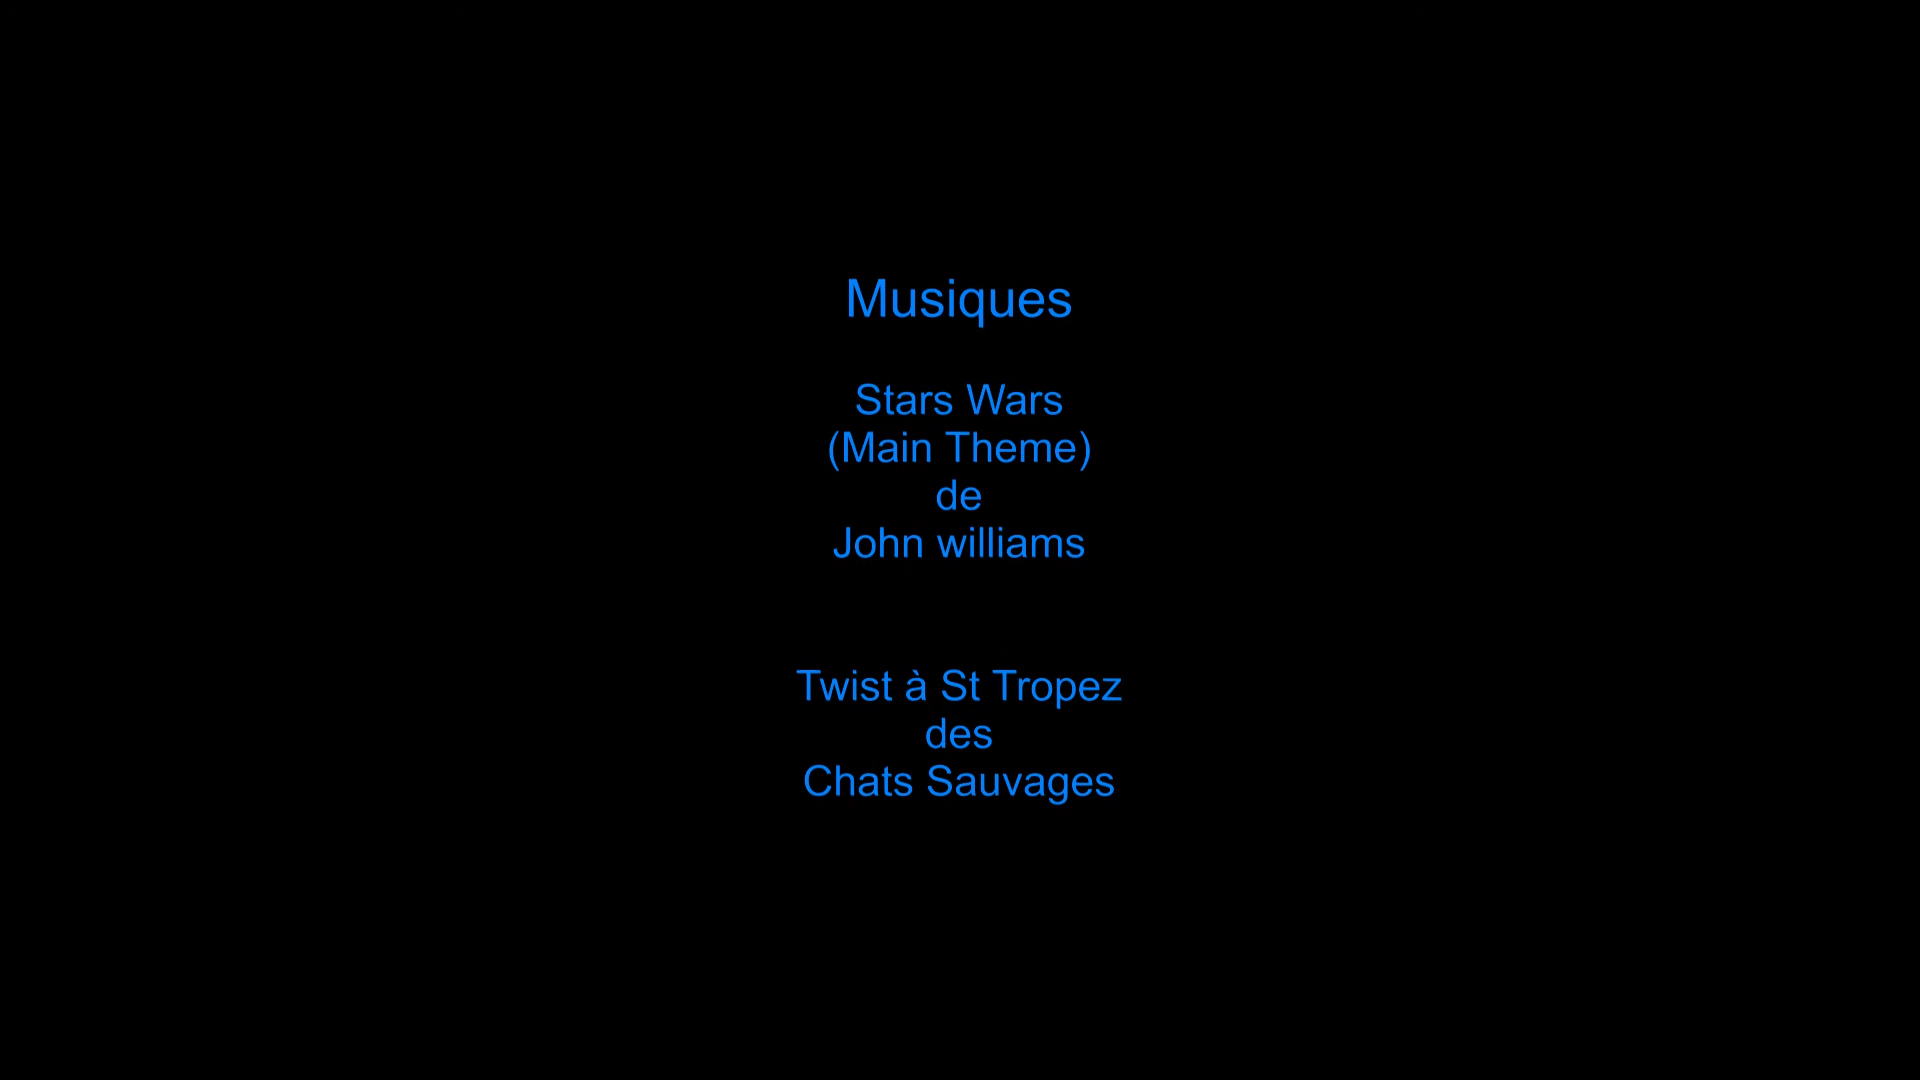 Musiques
Stars Wars
(Main Theme)
de
John williams
Twist à St Tropez
des
Chats Sauvages